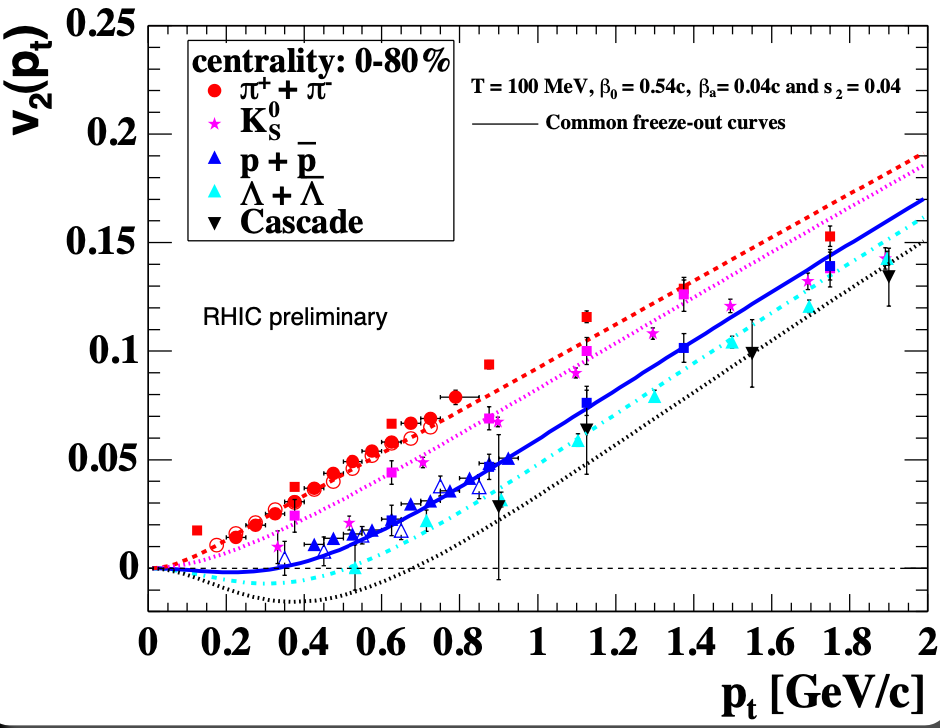 v₂(pₜ)
0.25
0.2
0.15
0.1
0.05
0
centrality: 0-80%
π⁺ + π⁻
K⁰_S
p + p̅
Λ + Λ̅
Cascade
T = 100 MeV, β₀ = 0.54c, βₐ= 0.04c and s ₂ = 0.04
Common freeze-out curves
RHIC preliminary
0 0.2 0.4 0.6 0.8 1 1.2 1.4 1.6 1.8 2
pₜ [GeV/c]